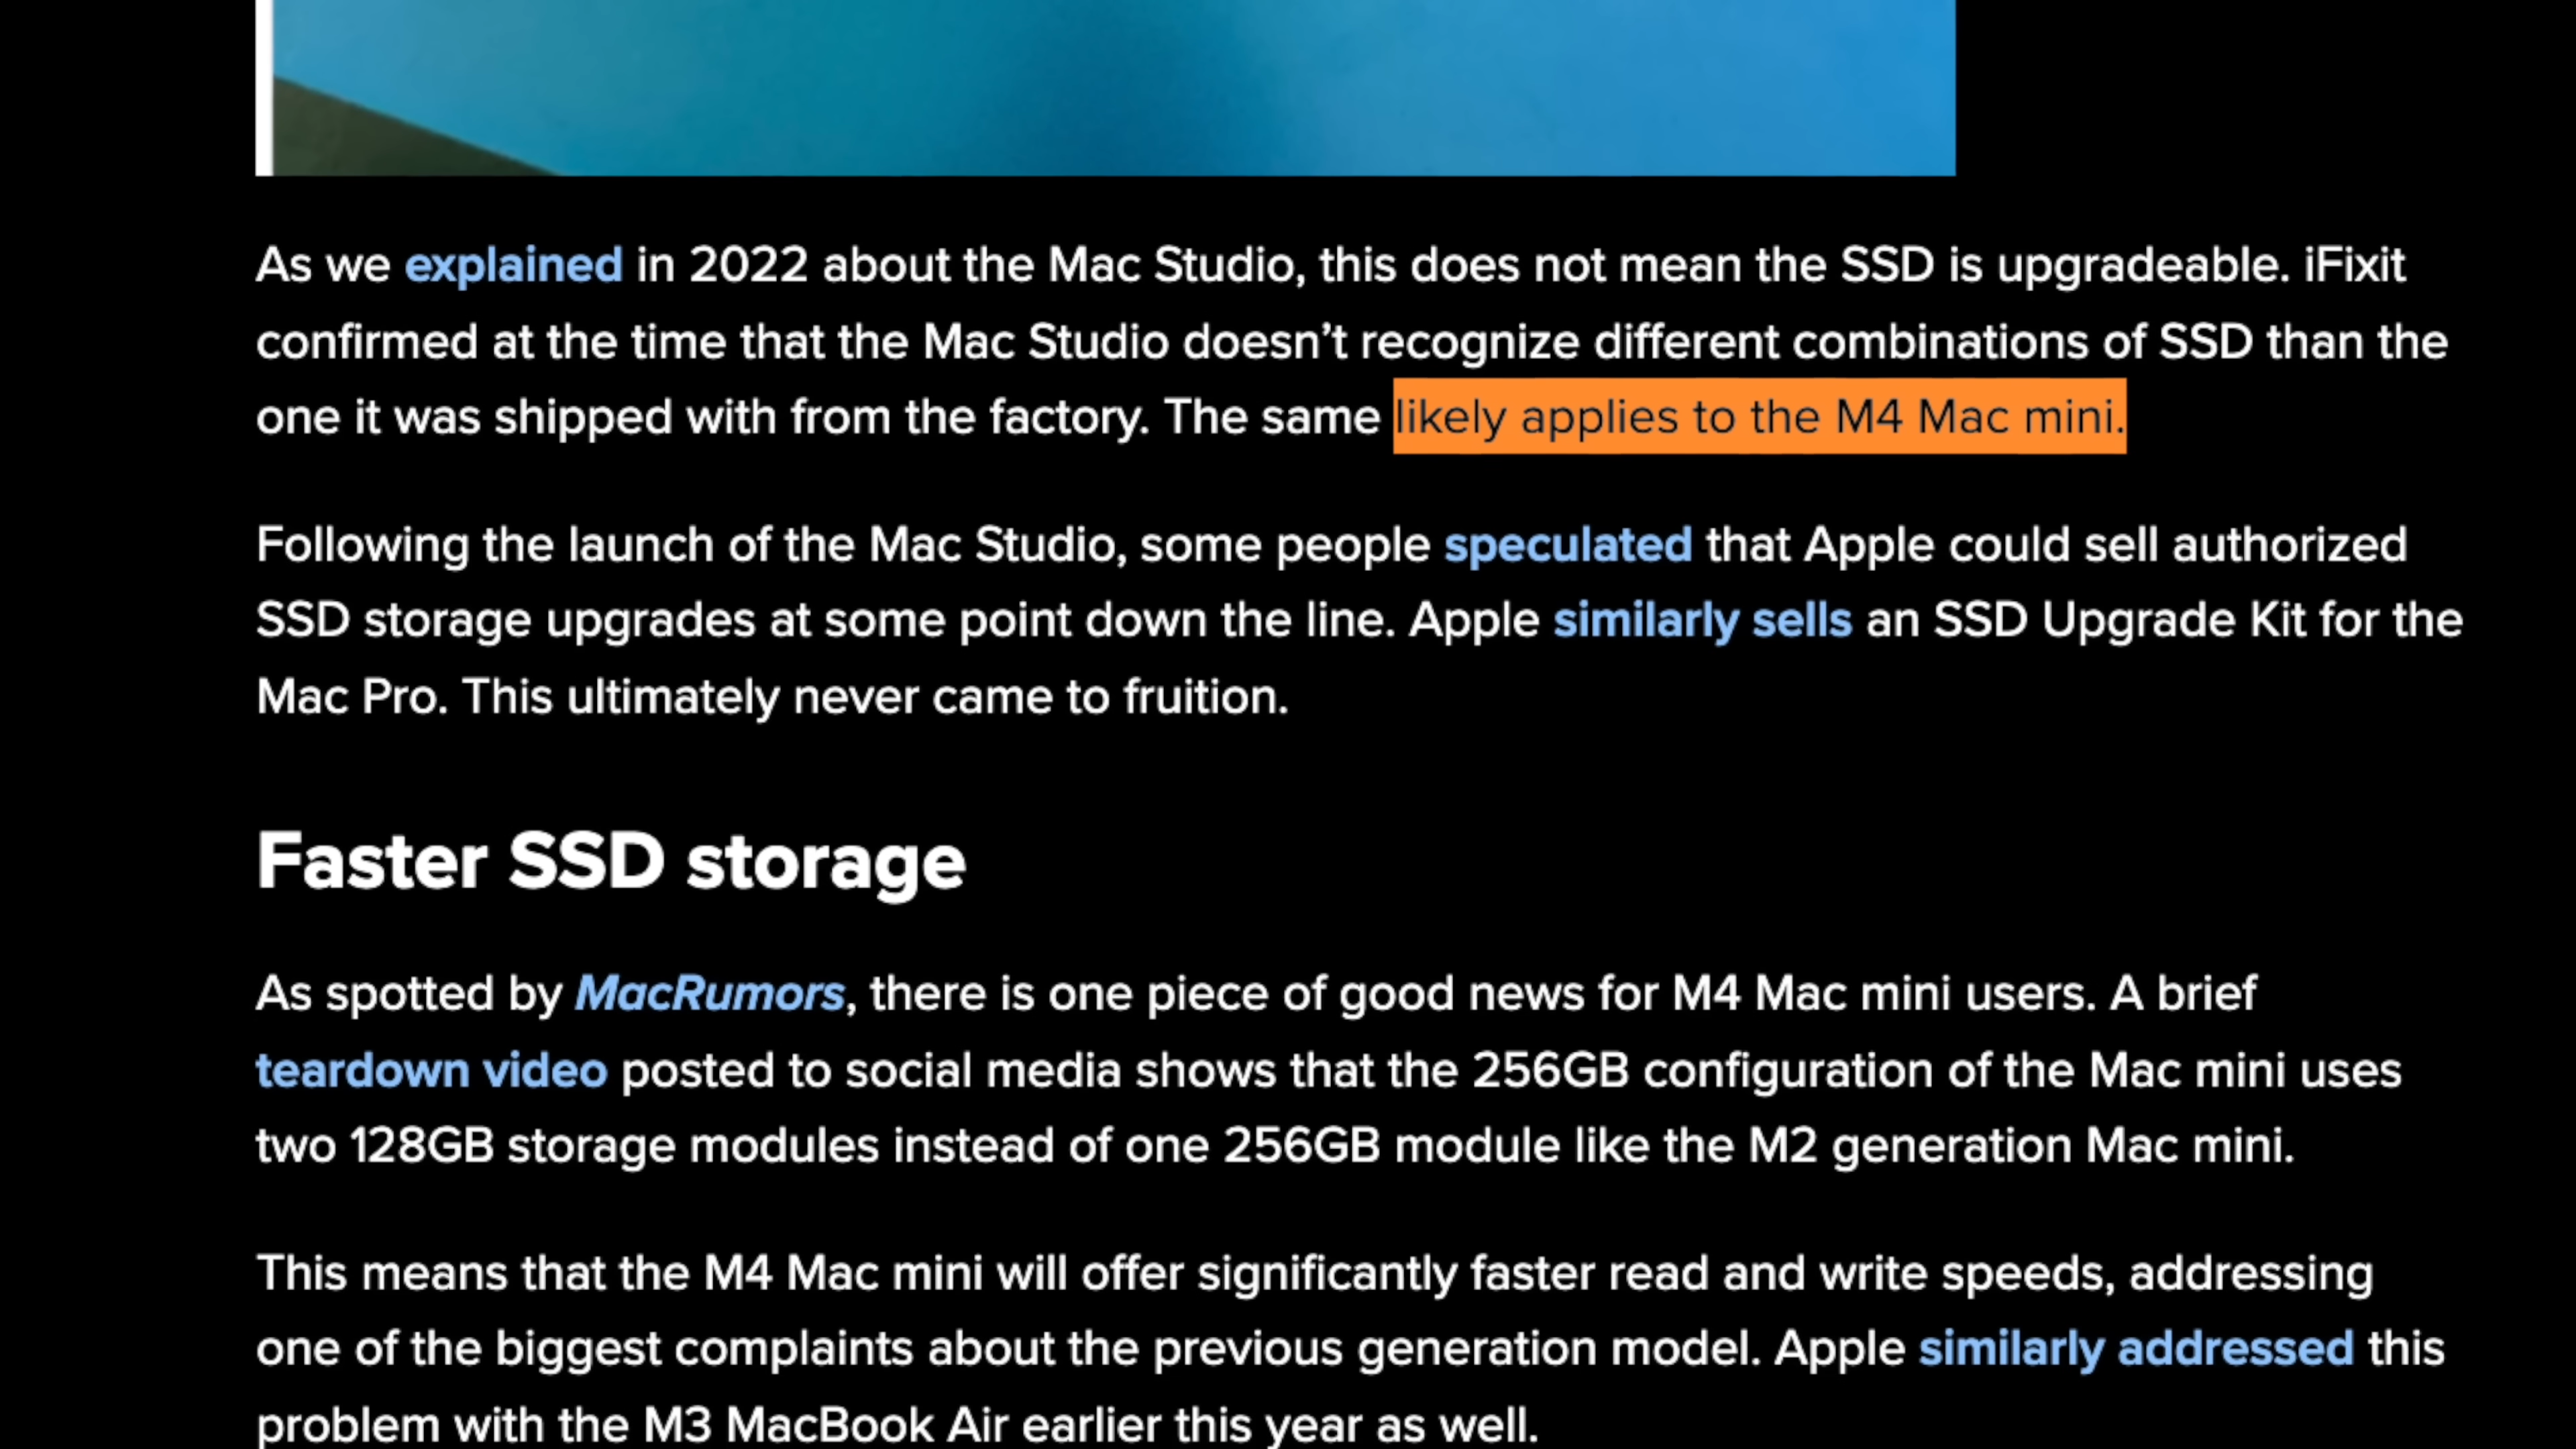 As we explained in 2022 about the Mac Studio, this does not mean the SSD is upgradeable. iFixit
confirmed at the time that the Mac Studio doesn’t recognize different combinations of SSD than the
one it was shipped with from the factory. The same likely applies to the M4 Mac mini.
Following the launch of the Mac Studio, some people speculated that Apple could sell authorized
SSD storage upgrades at some point down the line. Apple similarly sells an SSD Upgrade Kit for the
Mac Pro. This ultimately never came to fruition.
Faster SSD storage
As spotted by MacRumors, there is one piece of good news for M4 Mac mini users. A brief
teardown video posted to social media shows that the 256GB configuration of the Mac mini uses
two 128GB storage modules instead of one 256GB module like the M2 generation Mac mini.
This means that the M4 Mac mini will offer significantly faster read and write speeds, addressing
one of the biggest complaints about the previous generation model. Apple similarly addressed this
problem with the M3 MacBook Air earlier this year as well.